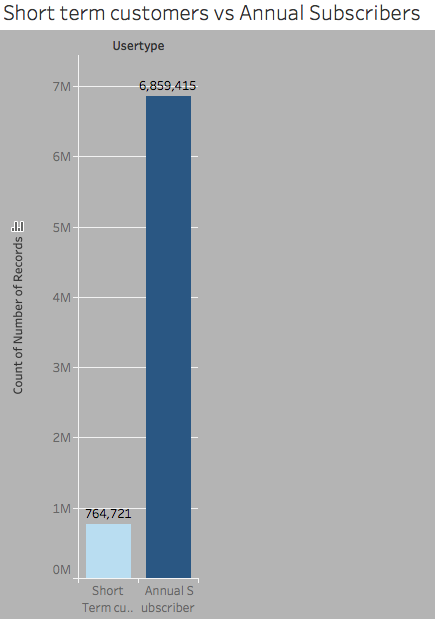 Short term customers vs Annual Subscribers
Usertype
7M
6,859,415
6M
5M
4M
3M
2M
1M
764,721
0M
Count of Number of Records
Short
Term cu..
Annual S
ubscriber